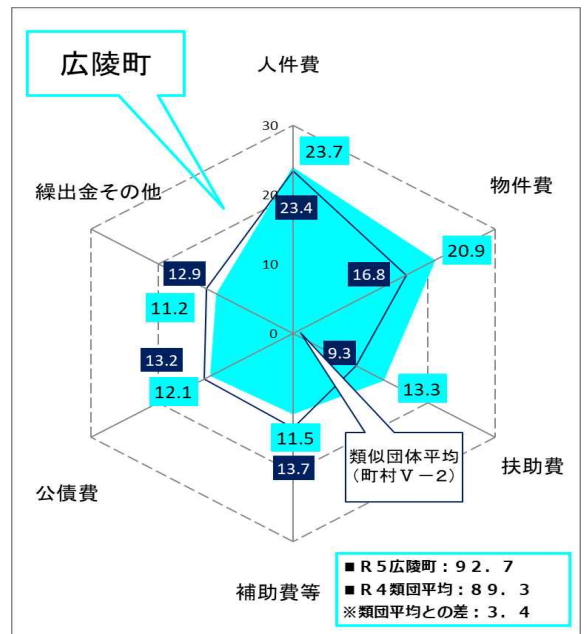 広陵町
人件費
30
23.7
物件費
繰出金その他
20
23.4
20.9
16.8
12.9
10
11.2
0
9.3
13.2
13.3
12.1
11.5
類似団体平均
(町村Ⅴ－2)
13.7
扶助費
公債費
補助費等
■R5広陵町：92．7
■R4類団平均：89．3
※類団平均との差：3．4